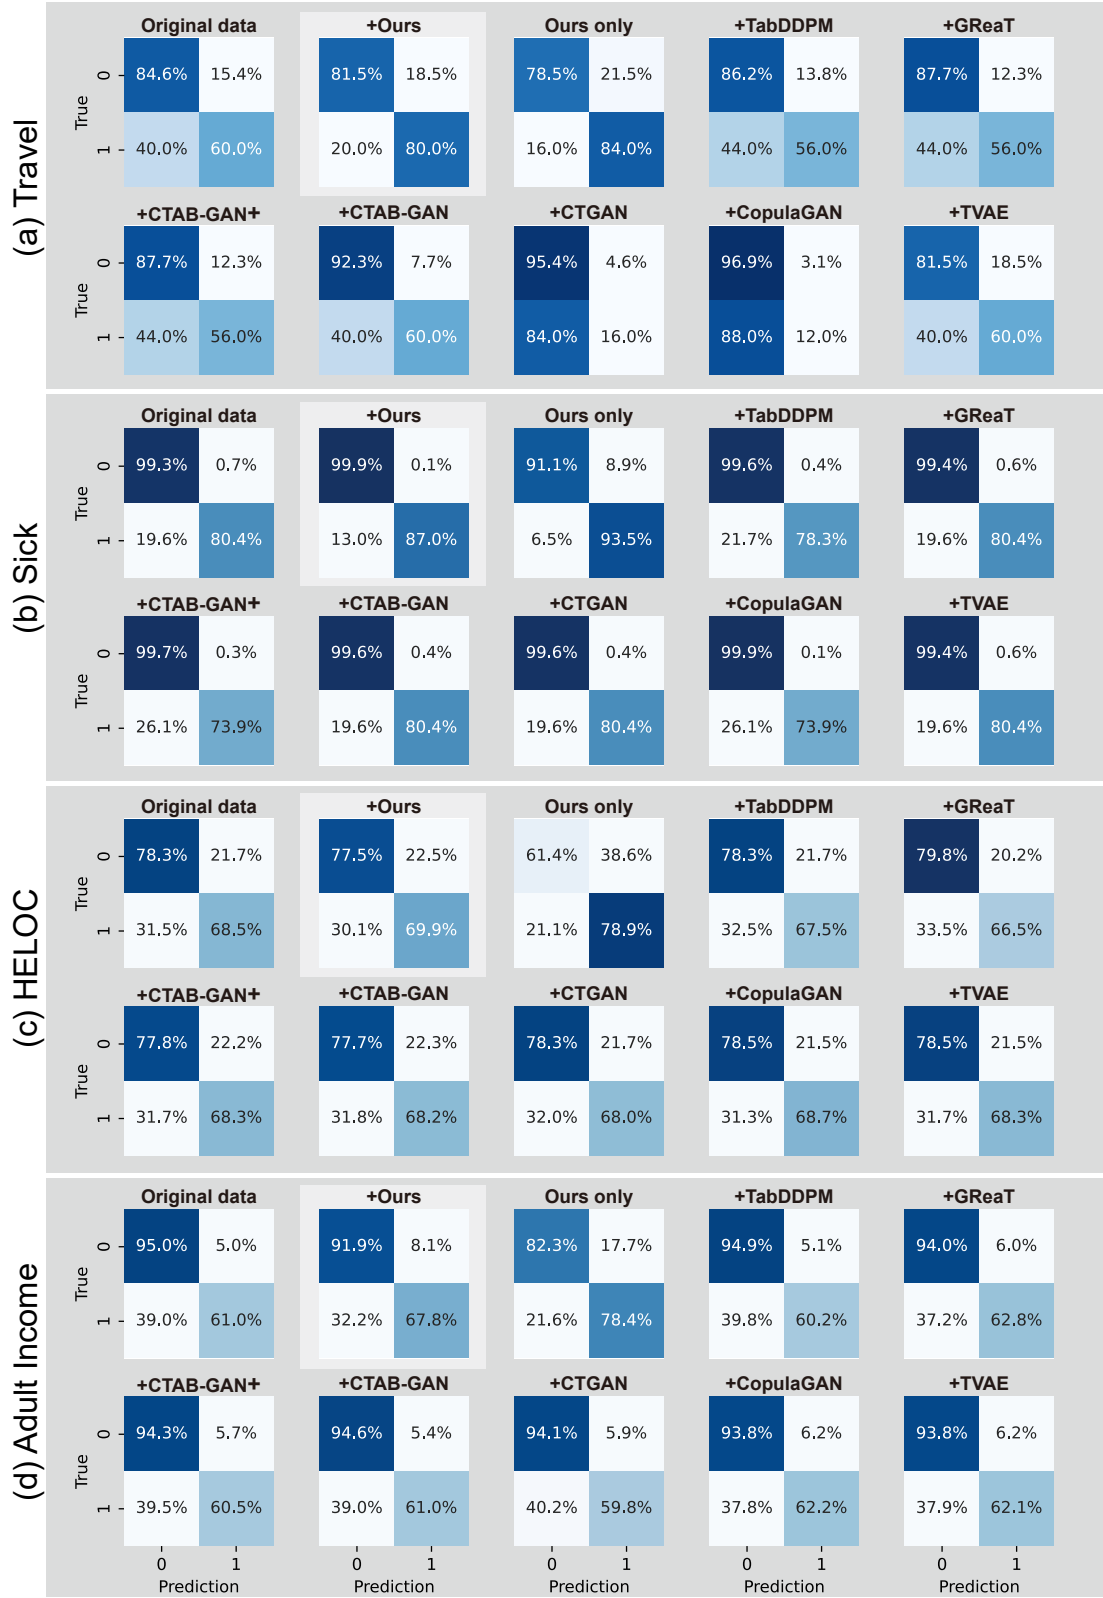 (a) Travel
Original data +Ours Ours only +TabDDPM +GReaT
0 84.6% 15.4% 81.5% 18.5% 78.5% 21.5% 86.2% 13.8% 87.7% 12.3%
True
1 40.0% 60.0% 20.0% 80.0% 16.0% 84.0% 44.0% 56.0% 44.0% 56.0%
+CTAB-GAN+ +CTAB-GAN +CTGAN +CopulaGAN +TVAE
0 87.7% 12.3% 92.3% 7.7% 95.4% 4.6% 96.9% 3.1% 81.5% 18.5%
True
1 44.0% 56.0% 40.0% 60.0% 84.0% 16.0% 88.0% 12.0% 40.0% 60.0%
(b) Sick
Original data +Ours Ours only +TabDDPM +GReaT
0 99.3% 0.7% 99.9% 0.1% 91.1% 8.9% 99.6% 0.4% 99.4% 0.6%
True
1 19.6% 80.4% 13.0% 87.0% 6.5% 93.5% 21.7% 78.3% 19.6% 80.4%
+CTAB-GAN+ +CTAB-GAN +CTGAN +CopulaGAN +TVAE
0 99.7% 0.3% 99.6% 0.4% 99.6% 0.4% 99.9% 0.1% 99.4% 0.6%
True
1 26.1% 73.9% 19.6% 80.4% 19.6% 80.4% 26.1% 73.9% 19.6% 80.4%
(c) HELOC
Original data +Ours Ours only +TabDDPM +GReaT
0 78.3% 21.7% 77.5% 22.5% 61.4% 38.6% 78.3% 21.7% 79.8% 20.2%
True
1 31.5% 68.5% 30.1% 69.9% 21.1% 78.9% 32.5% 67.5% 33.5% 66.5%
+CTAB-GAN+ +CTAB-GAN +CTGAN +CopulaGAN +TVAE
0 77.8% 22.2% 77.7% 22.3% 78.3% 21.7% 78.5% 21.5% 78.5% 21.5%
True
1 31.7% 68.3% 31.8% 68.2% 32.0% 68.0% 31.3% 68.7% 31.7% 68.3%
(d) Adult Income
Original data +Ours Ours only +TabDDPM +GReaT
0 95.0% 5.0% 91.9% 8.1% 82.3% 17.7% 94.9% 5.1% 94.0% 6.0%
True
1 39.0% 61.0% 32.2% 67.8% 21.6% 78.4% 39.8% 60.2% 37.2% 62.8%
+CTAB-GAN+ +CTAB-GAN +CTGAN +CopulaGAN +TVAE
0 94.3% 5.7% 94.6% 5.4% 94.1% 5.9% 93.8% 6.2% 93.8% 6.2%
True
1 39.5% 60.5% 39.0% 61.0% 40.2% 59.8% 37.8% 62.2% 37.9% 62.1%
0 1 0 1 0 1 0 1 0 1
Prediction Prediction Prediction Prediction Prediction